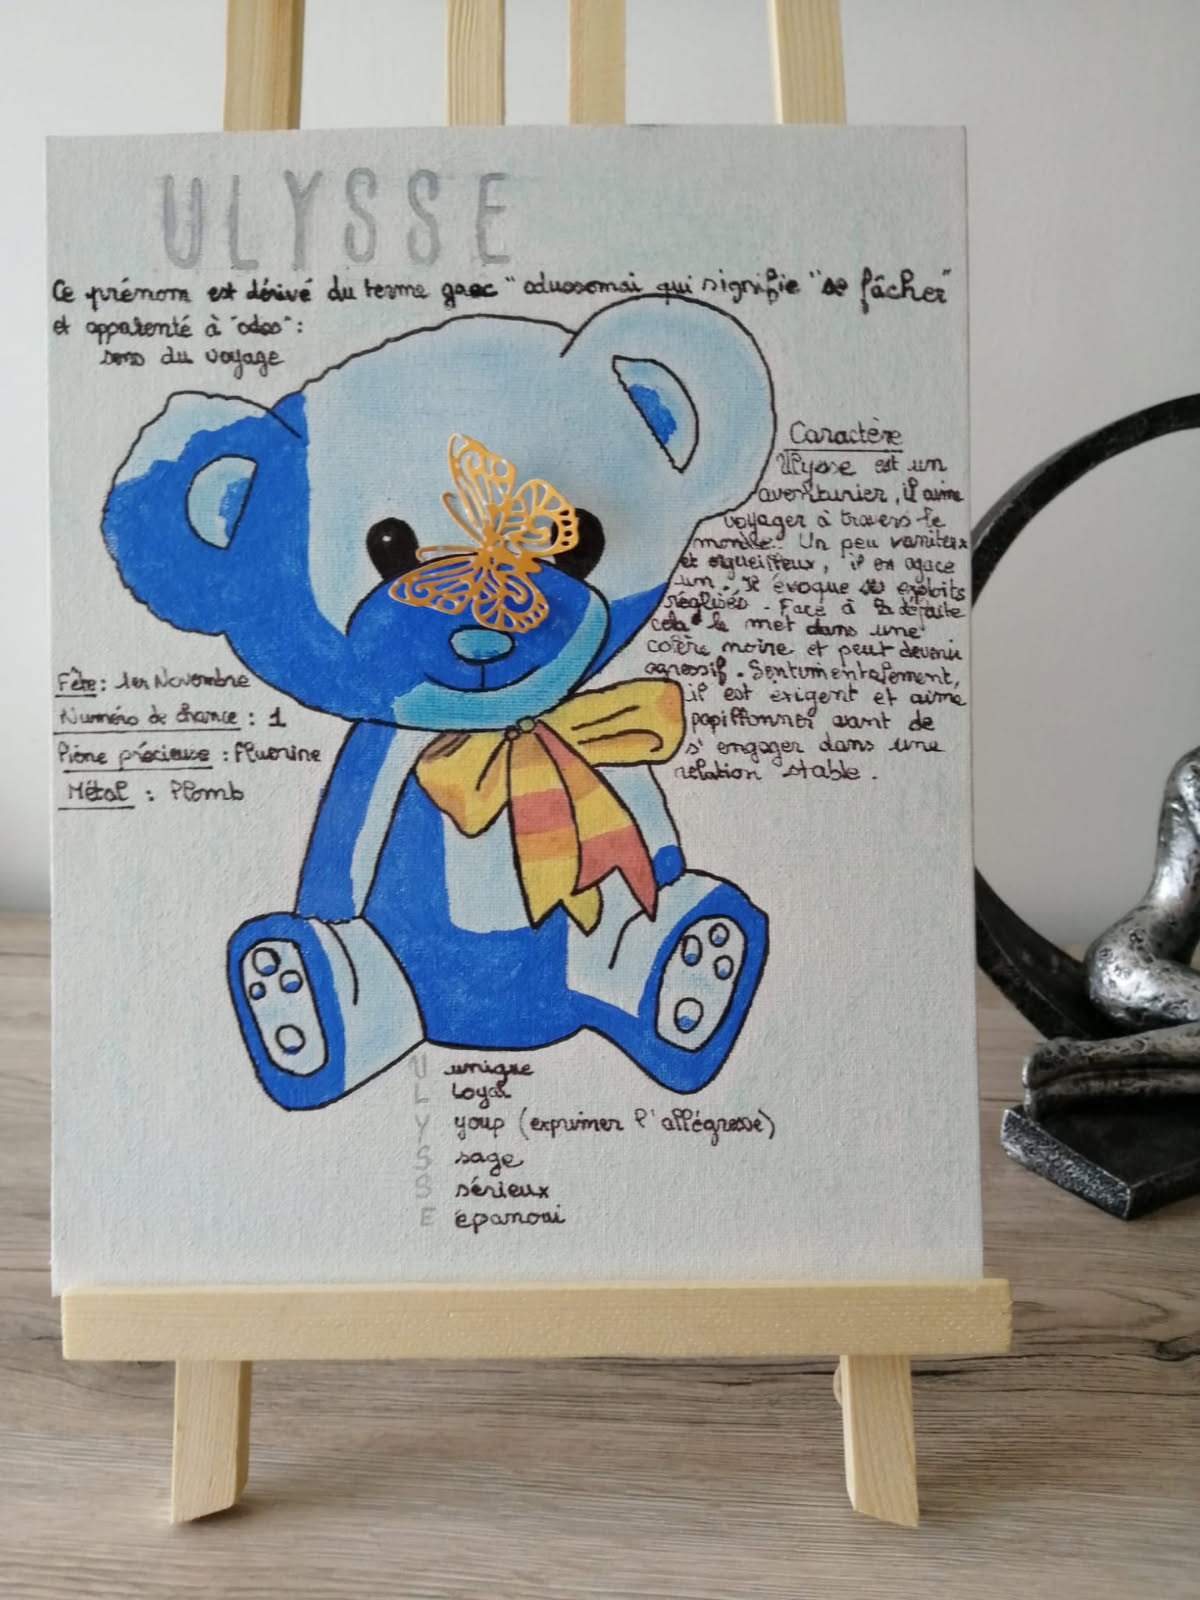 ULYSSE
Ce prénom est dérivé du terme grec "odussomai qui signifie "se fâcher"
et apparenté à "odos":
sens du voyage
Caractère
Ulysse est un
aventurier, il aime
voyager à travers le
monde. Un peu vaniteux
et orgueilleux, il en agace
un. Il évoque ses exploits
réglisés. Face à la défaite
cela le met dans une
colère noire et peut devenir
agressif. Sentimentalement,
il est exigent et aime
papillonner avant de
s'engager dans une
relation stable.
Fête: 1er Novembre
Numéro de chance : 1
Pière précieuse : Fluorine
Métal : Plomb
U unique
L loyal
Y youp (exprimer l'allégresse)
S sage
S sérieux
E épanoui